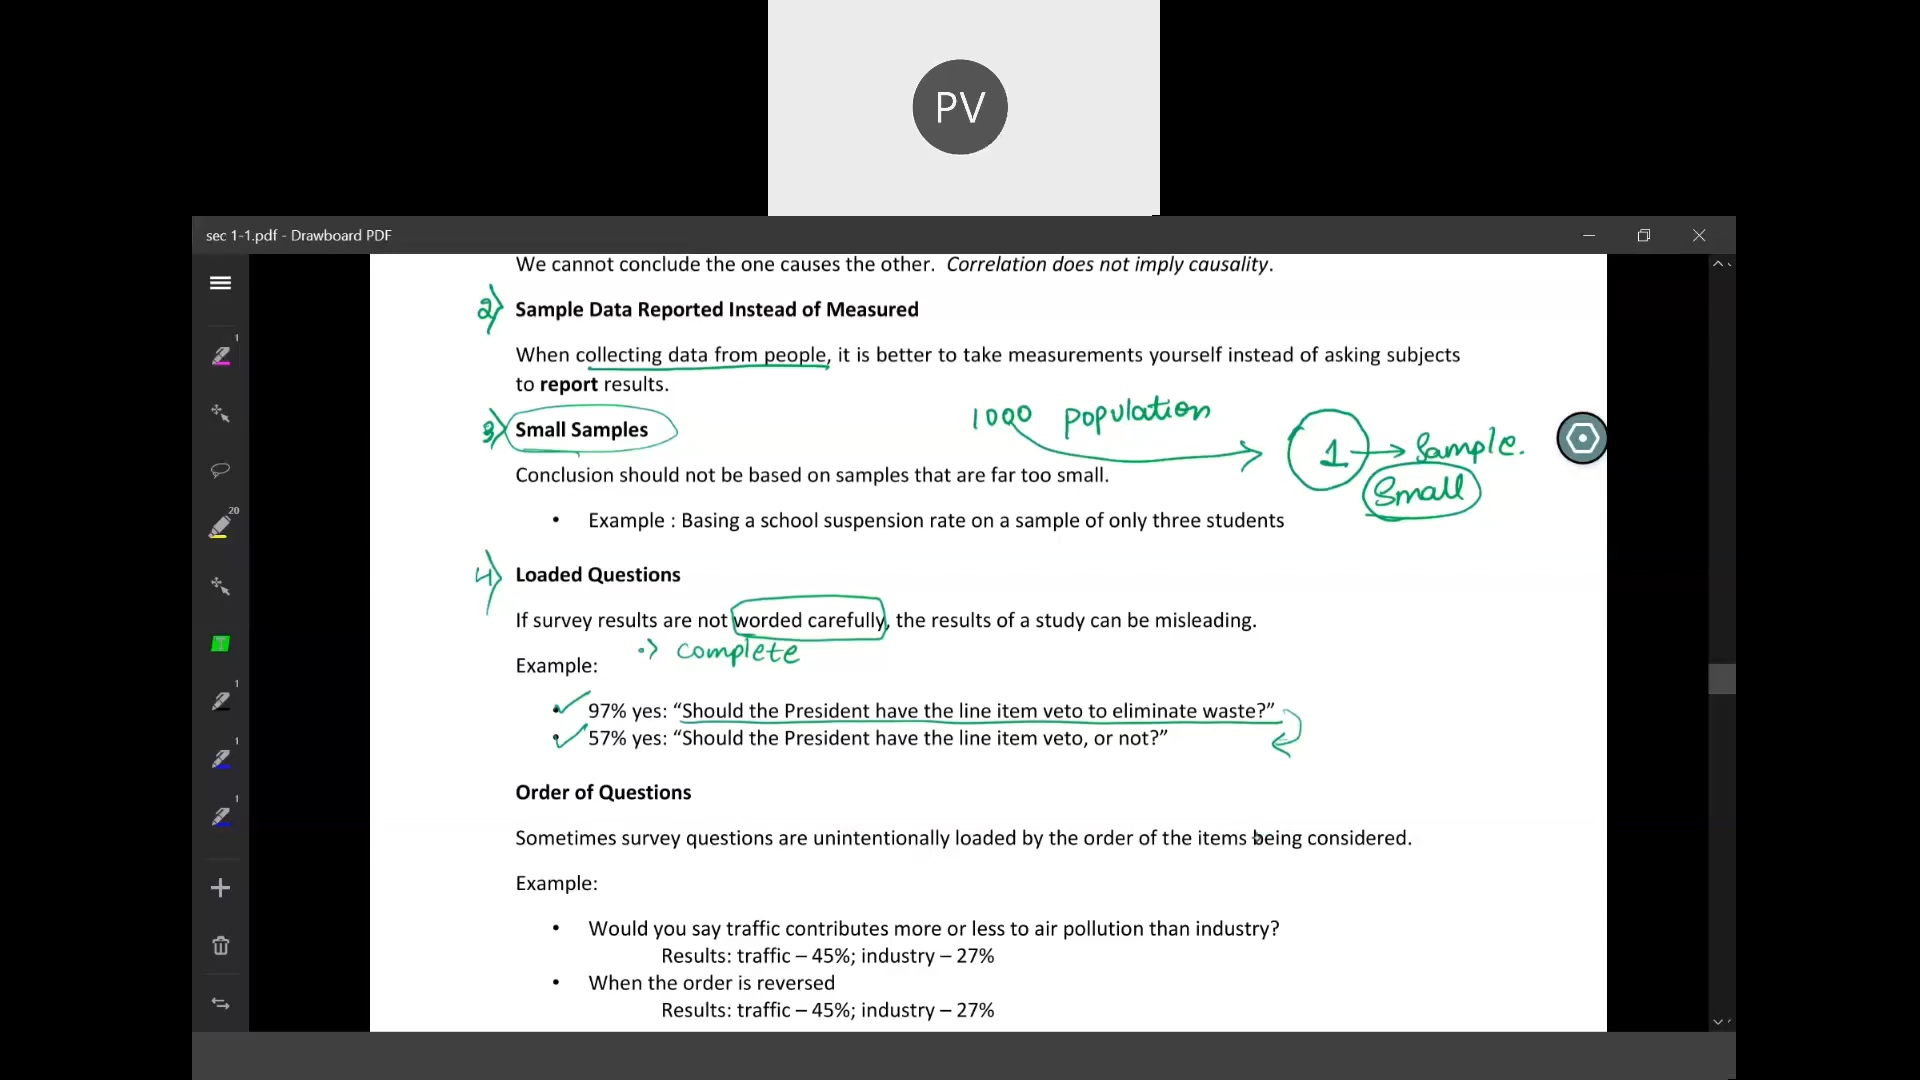 PV
sec 1-1.pdf - Drawboard PDF
We cannot conclude the one causes the other. Correlation does not imply causality.
2) Sample Data Reported Instead of Measured
When collecting data from people, it is better to take measurements yourself instead of asking subjects
to report results.
1000 population
3) Small Samples
1 → Sample.
Small
Conclusion should not be based on samples that are far too small.
• Example : Basing a school suspension rate on a sample of only three students
4) Loaded Questions
If survey results are not worded carefully, the results of a study can be misleading.
•> complete
Example:
• 97% yes: “Should the President have the line item veto to eliminate waste?”
• 57% yes: “Should the President have the line item veto, or not?”
Order of Questions
Sometimes survey questions are unintentionally loaded by the order of the items being considered.
Example:
• Would you say traffic contributes more or less to air pollution than industry?
Results: traffic – 45%; industry – 27%
• When the order is reversed
Results: traffic – 45%; industry – 27%
1
20
T
1
1
1